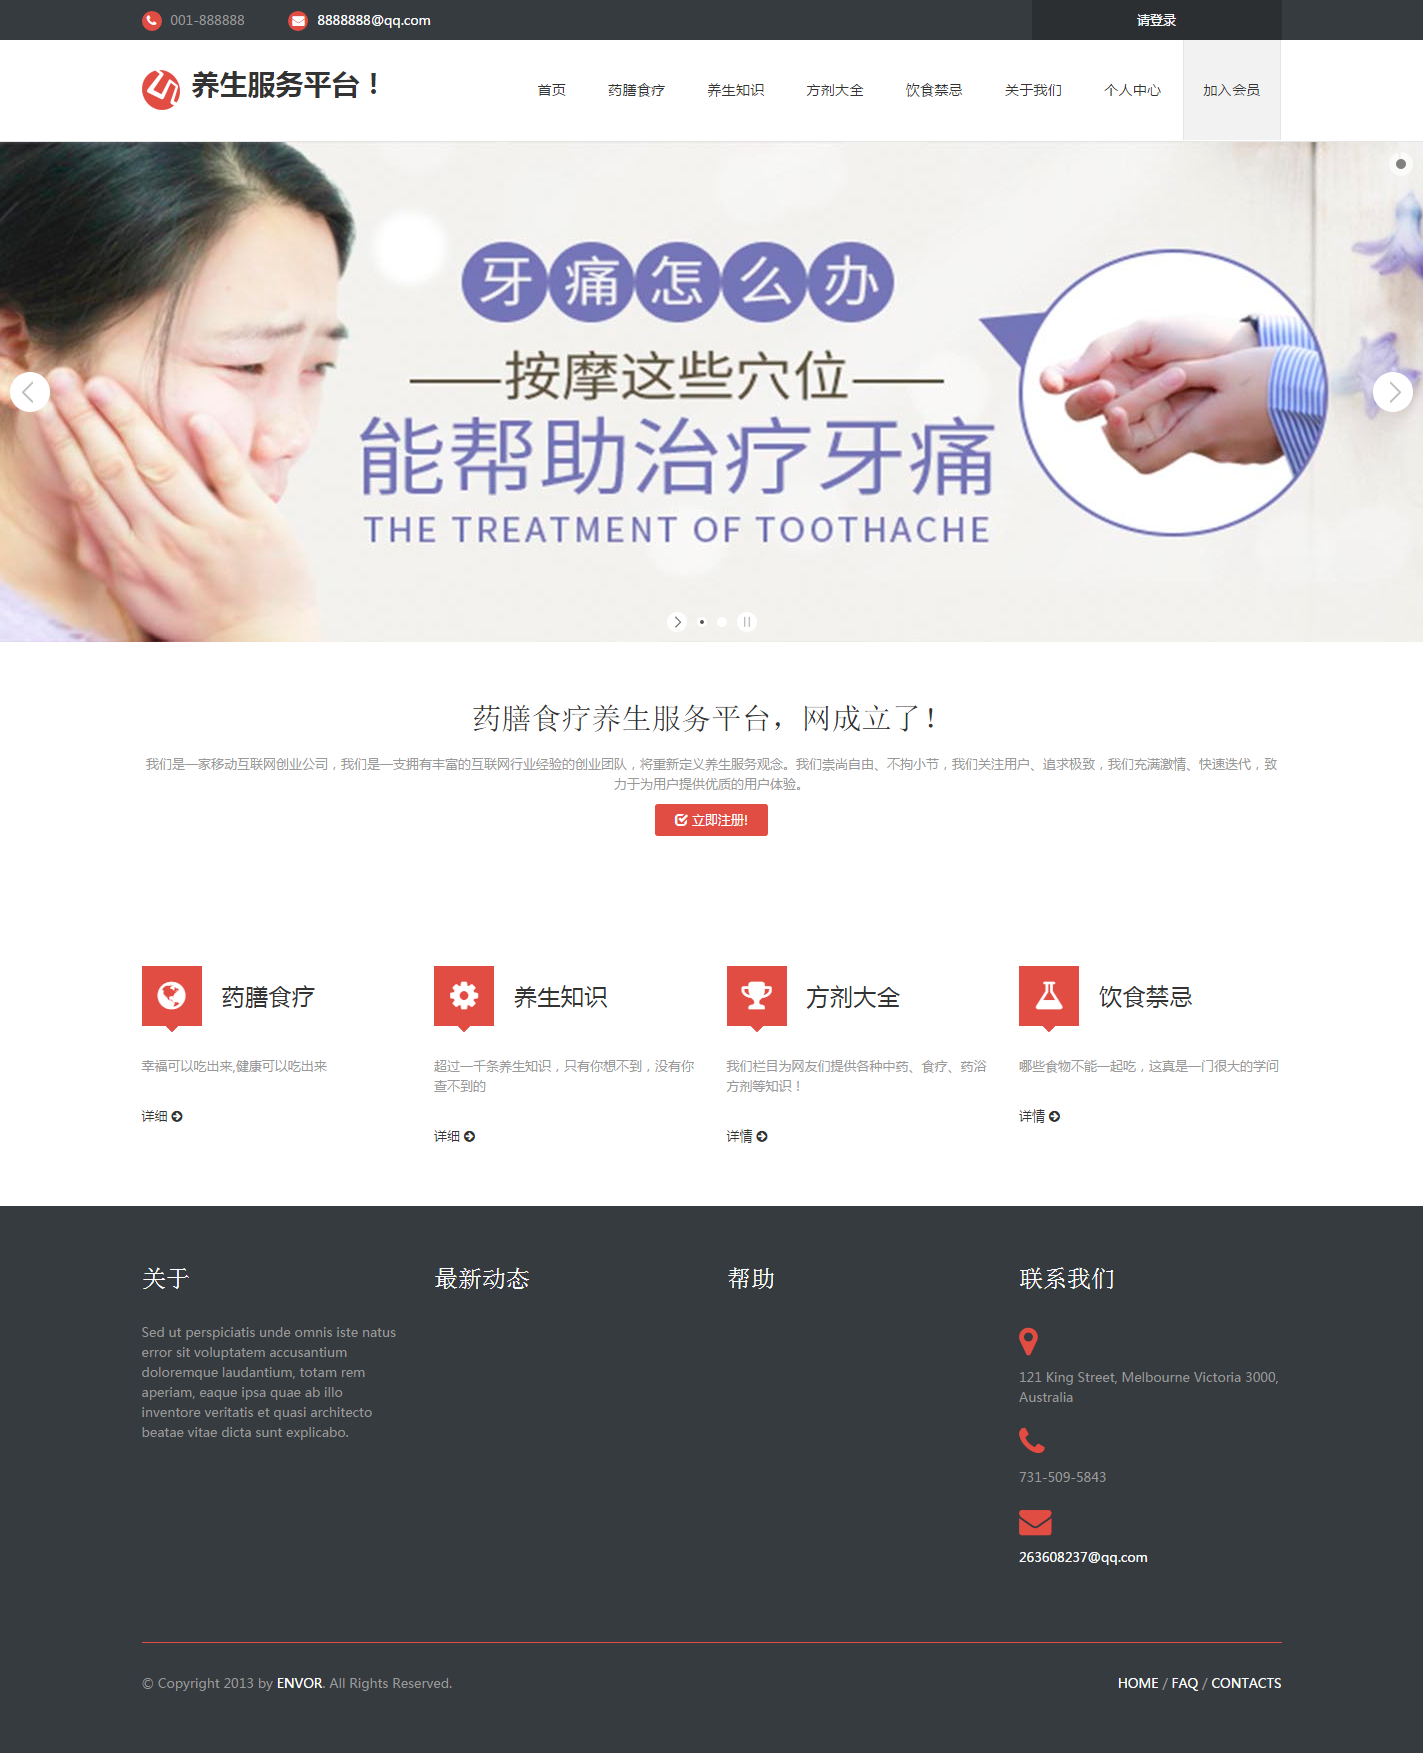 001-888888
8888888@qq.com
请登录
养生服务平台！
首页
药膳食疗
养生知识
方剂大全
饮食禁忌
关于我们
个人中心
加入会员
牙痛怎么办
按摩这些穴位
能帮助治疗牙痛
THE TREATMENT OF TOOTHACHE
药膳食疗养生服务平台，网成立了！
我们是一家移动互联网创业公司，我们是一支拥有丰富的互联网行业经验的创业团队，将重新定义养生服务观念。我们崇尚自由、不拘小节，我们关注用户、追求极致，我们充满激情、快速迭代，致
力于为用户提供优质的用户体验。
立即注册!
药膳食疗
幸福可以吃出来,健康可以吃出来
详细
养生知识
超过一千条养生知识，只有你想不到，没有你
查不到的
详细
方剂大全
我们栏目为网友们提供各种中药、食疗、药浴
方剂等知识！
详情
饮食禁忌
哪些食物不能一起吃，这真是一门很大的学问
详情
关于
Sed ut perspiciatis unde omnis iste natus
error sit voluptatem accusantium
doloremque laudantium, totam rem
aperiam, eaque ipsa quae ab illo
inventore veritatis et quasi architecto
beatae vitae dicta sunt explicabo.
最新动态
帮助
联系我们
121 King Street, Melbourne Victoria 3000,
Australia
731-509-5843
263608237@qq.com
© Copyright 2013 by ENVOR. All Rights Reserved.
HOME / FAQ / CONTACTS